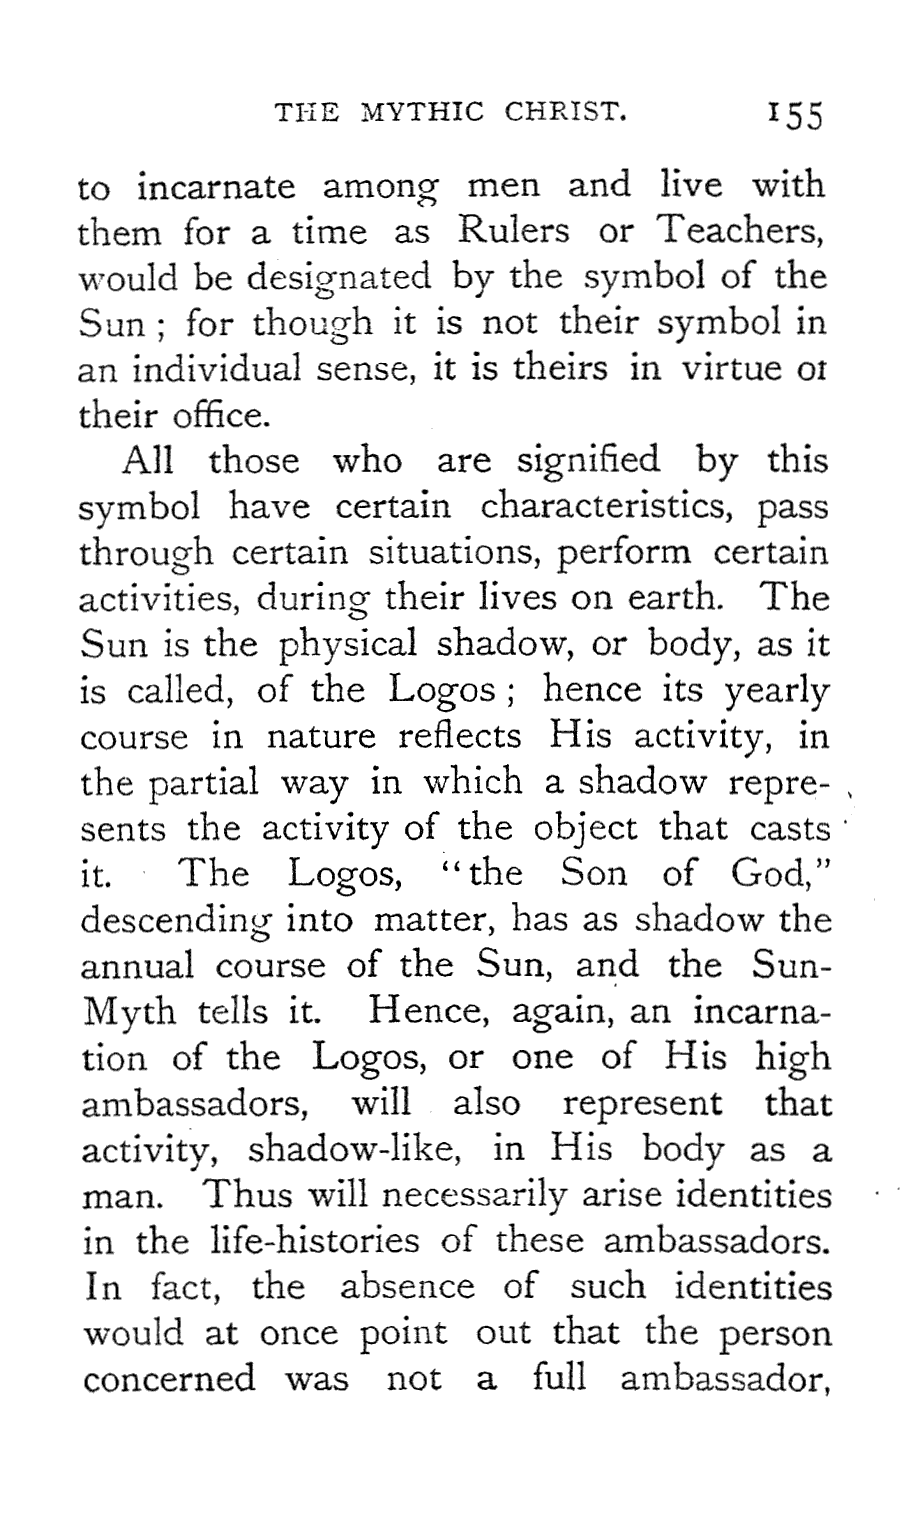 THE MYTHIC CHRIST. 155
to incarnate among men and live with
them for a time as Rulers or Teachers,
would be designated by the symbol of the
Sun ; for though it is not their symbol in
an individual sense, it is theirs in virtue of
their office.
All those who are signified by this
symbol have certain characteristics, pass
through certain situations, perform certain
activities, during their lives on earth. The
Sun is the physical shadow, or body, as it
is called, of the Logos ; hence its yearly
course in nature reflects His activity, in
the partial way in which a shadow repre-
sents the activity of the object that casts
it. The Logos, “the Son of God,”
descending into matter, has as shadow the
annual course of the Sun, and the Sun-
Myth tells it. Hence, again, an incarna-
tion of the Logos, or one of His high
ambassadors, will also represent that
activity, shadow-like, in His body as a
man. Thus will necessarily arise identities
in the life-histories of these ambassadors.
In fact, the absence of such identities
would at once point out that the person
concerned was not a full ambassador,